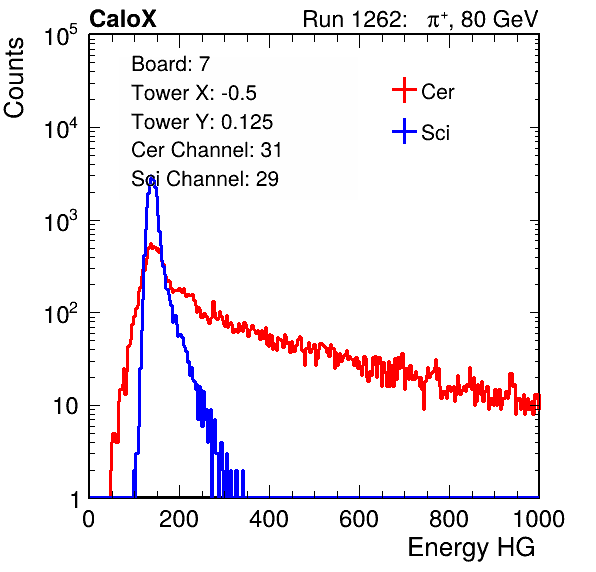 CaloX Run 1262: π⁺, 80 GeV
Counts
Board: 7
Tower X: -0.5
Tower Y: 0.125
Cer Channel: 31
Sci Channel: 29
Cer
Sci
10⁵
10⁴
10³
10²
10
1
0 200 400 600 800 1000
Energy HG